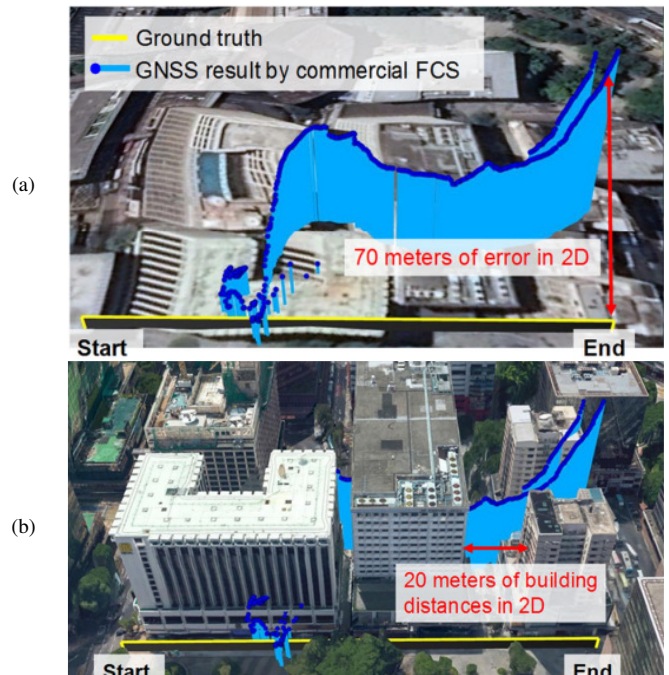 (a)
Ground truth
GNSS result by commercial FCS
70 meters of error in 2D
Start
End
(b)
20 meters of building
distances in 2D
Start
End